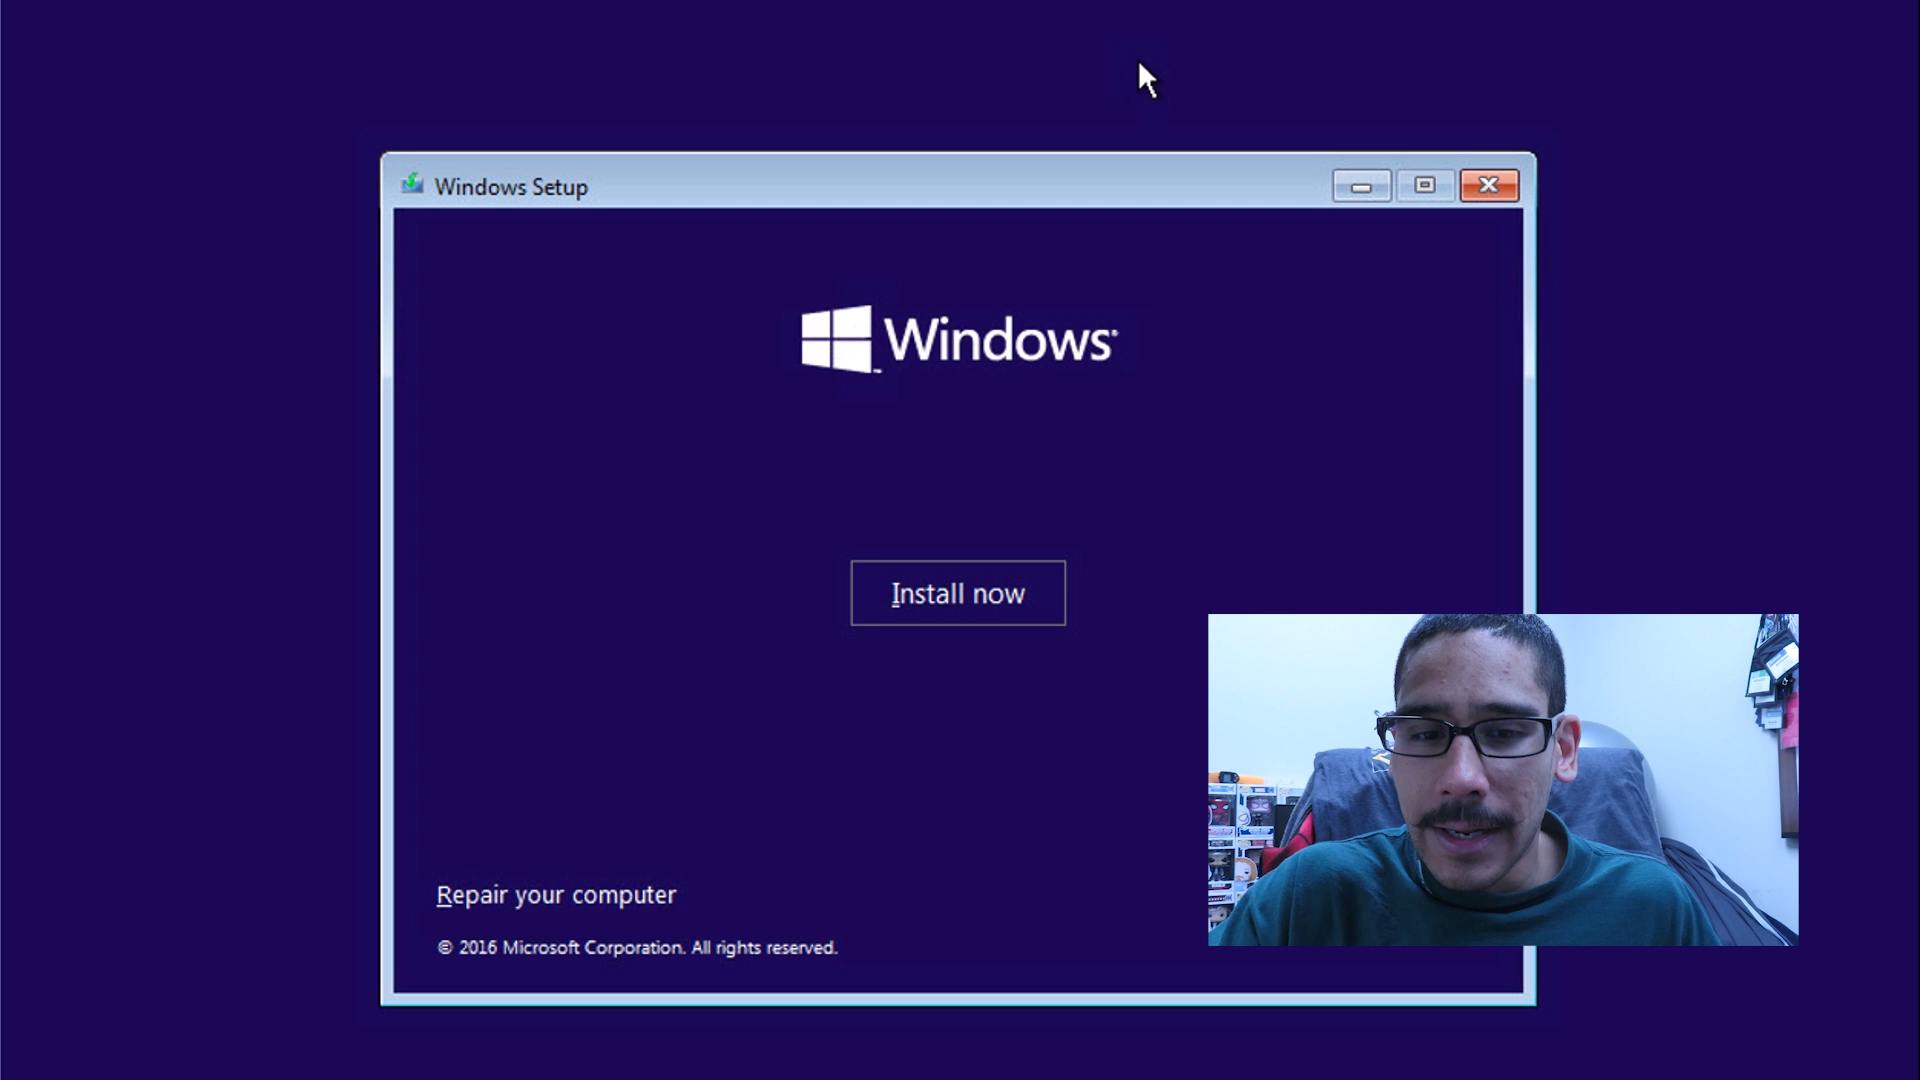 Windows Setup
Windows
Install now
Repair your computer
© 2016 Microsoft Corporation. All rights reserved.